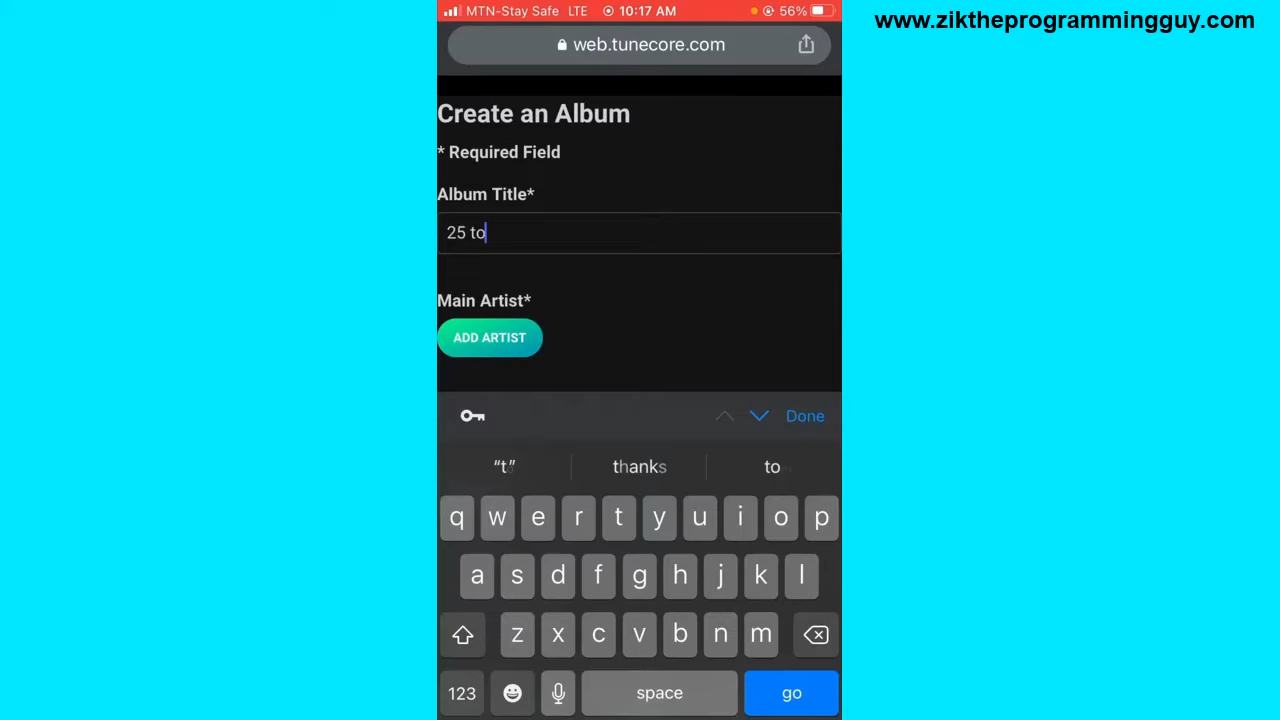 MTN-Stay Safe LTE 10:17 AM 56%
www.ziktheprogrammingguy.com
web.tunecore.com
Create an Album
* Required Field
Album Title*
25 to
Main Artist*
ADD ARTIST
Done
“t” thanks to
q w e r t y u i o p
a s d f g h j k l
z x c v b n m
123 space go